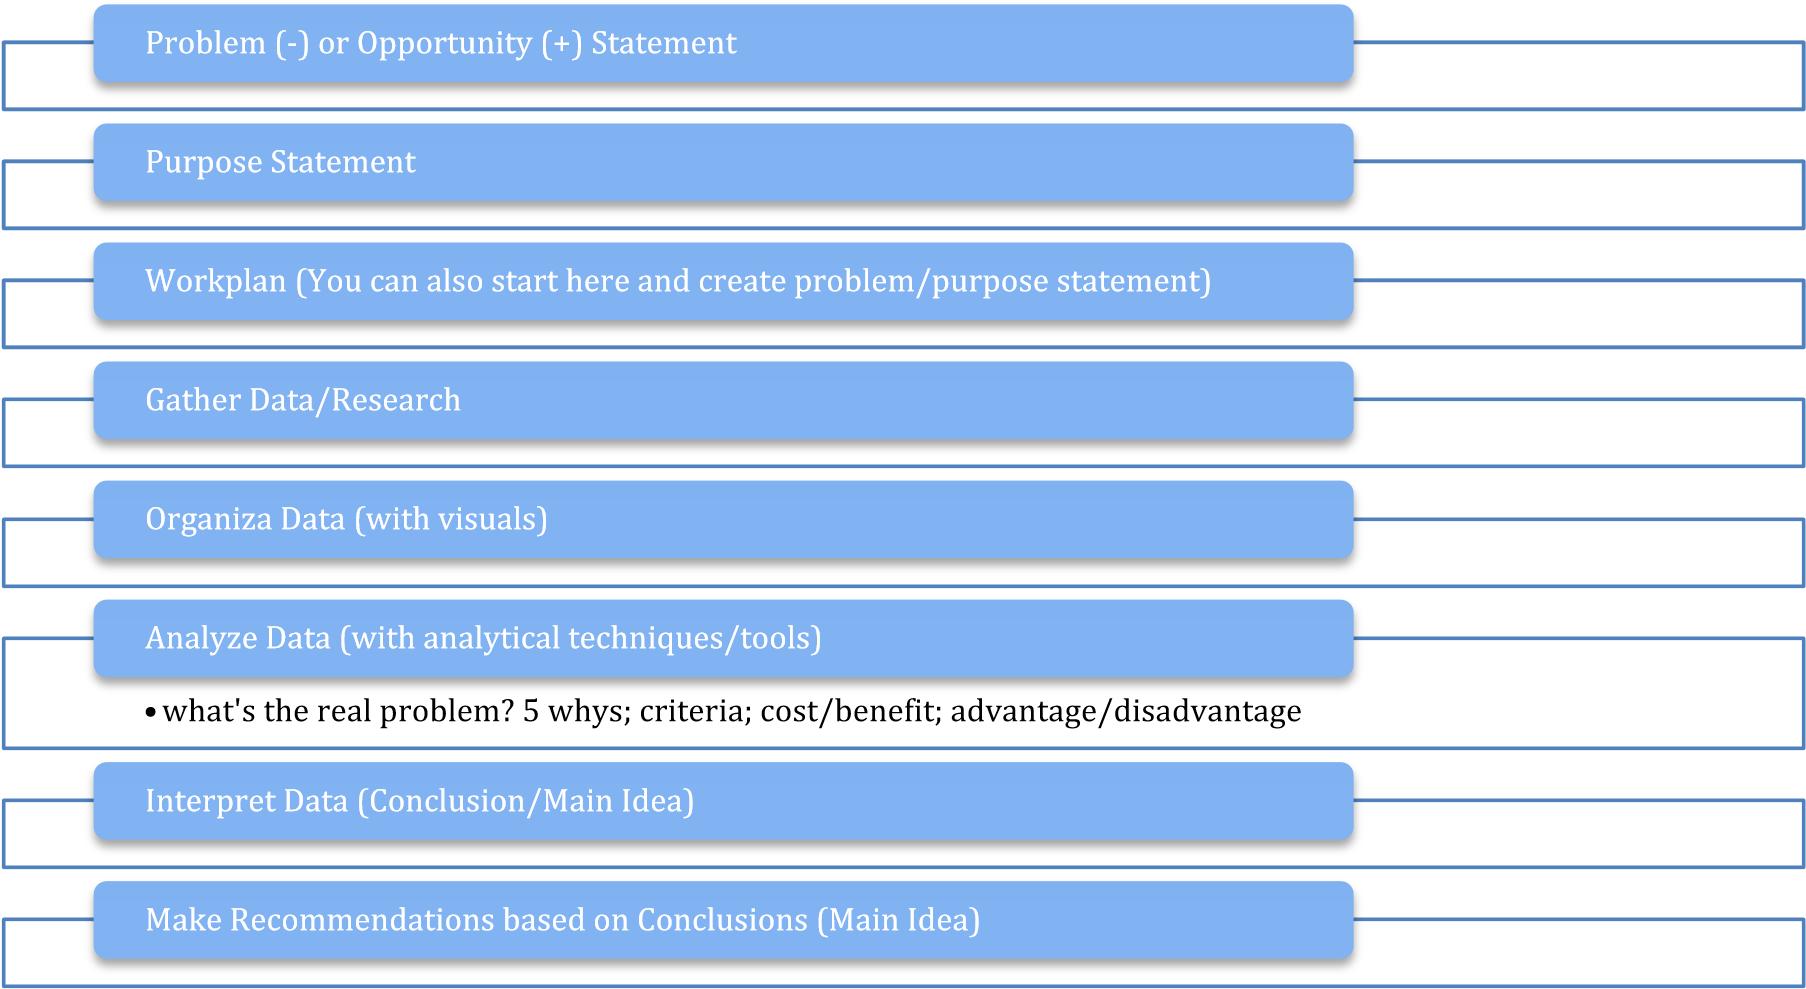 Problem (-) or Opportunity (+) Statement
Purpose Statement
Workplan (You can also start here and create problem/purpose statement)
Gather Data/Research
Organiza Data (with visuals)
Analyze Data (with analytical techniques/tools)
• what's the real problem? 5 whys; criteria; cost/benefit; advantage/disadvantage
Interpret Data (Conclusion/Main Idea)
Make Recommendations based on Conclusions (Main Idea)